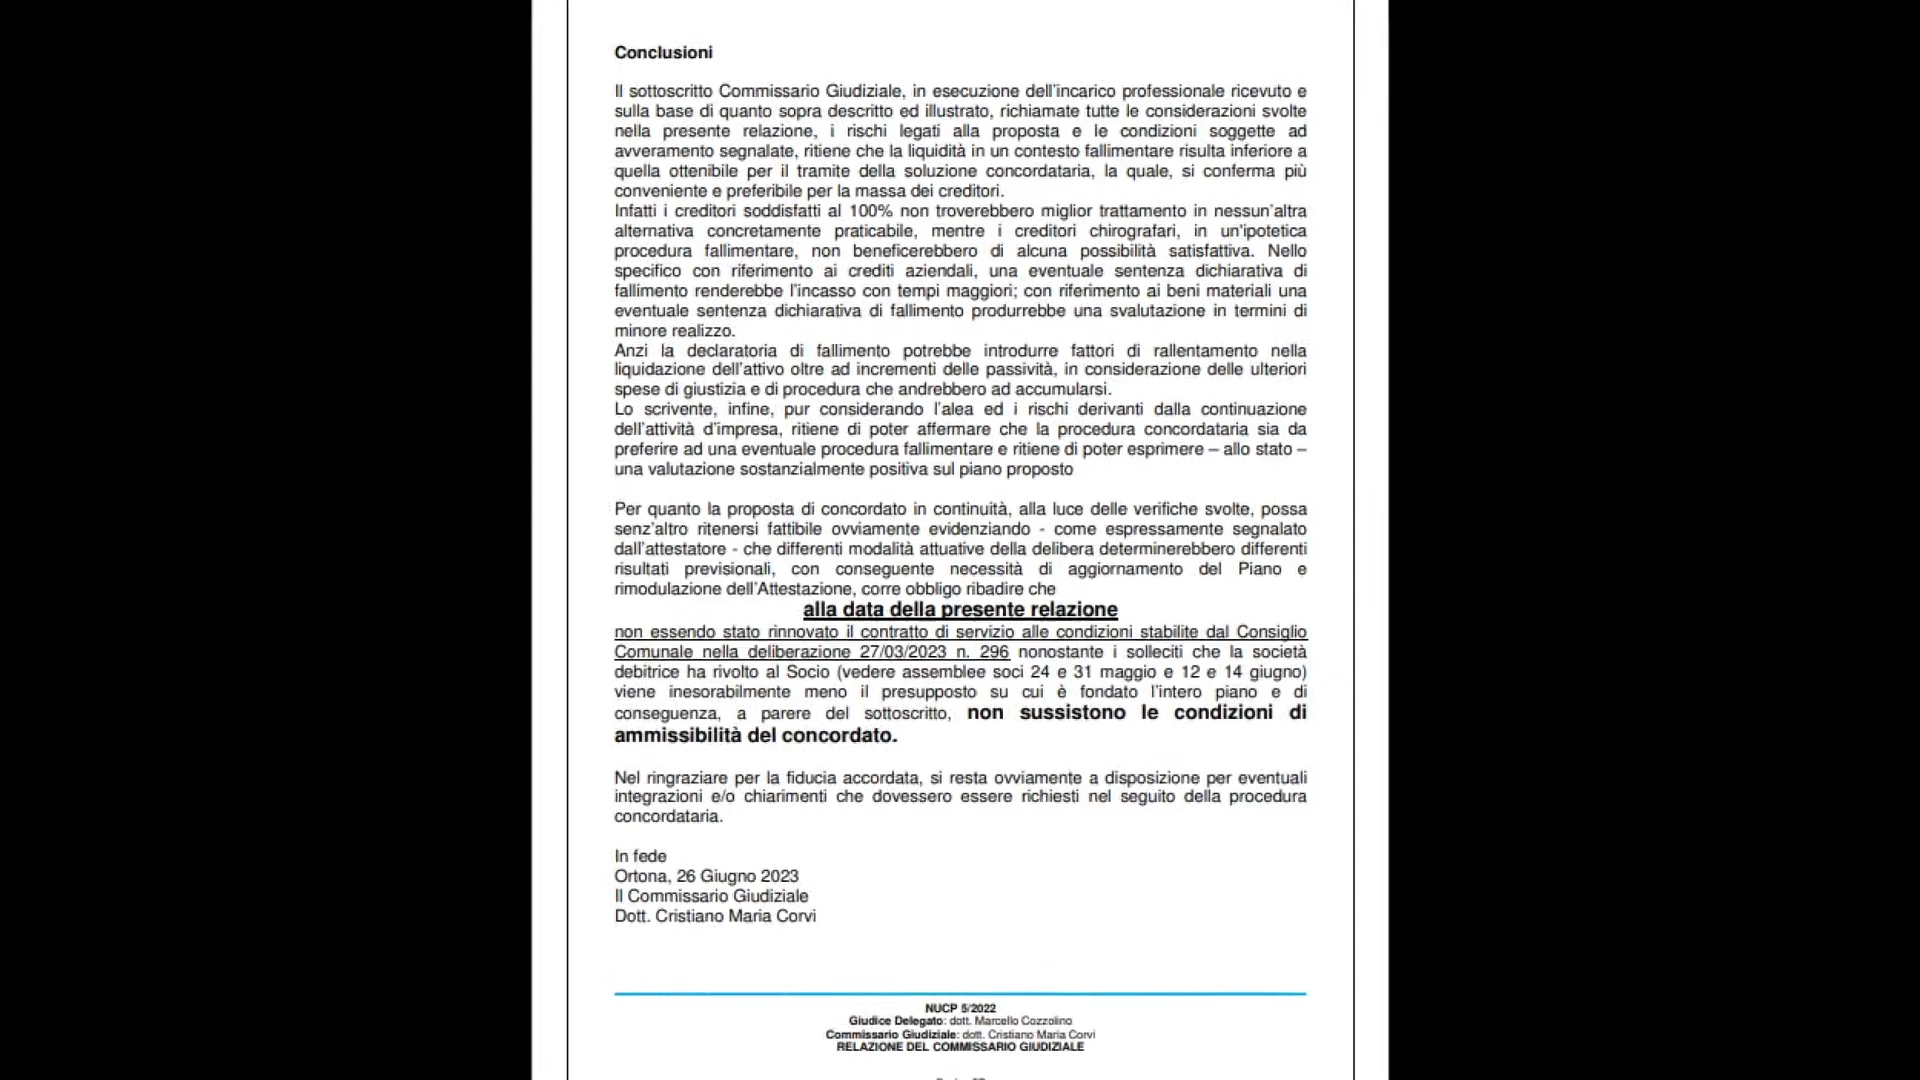 Conclusioni
Il sottoscritto Commissario Giudiziale, in esecuzione dell'incarico professionale ricevuto e
sulla base di quanto sopra descritto ed illustrato, richiamate tutte le considerazioni svolte
nella presente relazione, i rischi legati alla proposta e le condizioni soggette ad
avveramento segnalate, ritiene che la liquidità in un contesto fallimentare risulta inferiore a
quella ottenibile per il tramite della soluzione concordataria, la quale, si conferma più
conveniente e preferibile per la massa dei creditori.
Infatti i creditori soddisfatti al 100% non troverebbero miglior trattamento in nessun'altra
alternativa concretamente praticabile, mentre i creditori chirografari, in un'ipotetica
procedura fallimentare, non beneficerebbero di alcuna possibilità satisfattiva. Nello
specifico con riferimento ai crediti aziendali, una eventuale sentenza dichiarativa di
fallimento renderebbe l'incasso con tempi maggiori; con riferimento ai beni materiali una
eventuale sentenza dichiarativa di fallimento produrrebbe una svalutazione in termini di
minore realizzo.
Anzi la declaratoria di fallimento potrebbe introdurre fattori di rallentamento nella
liquidazione dell'attivo oltre ad incrementi delle passività, in considerazione delle ulteriori
spese di giustizia e di procedura che andrebbero ad accumularsi.
Lo scrivente, infine, pur considerando l'alea ed i rischi derivanti dalla continuazione
dell'attività d'impresa, ritiene di poter affermare che la procedura concordataria sia da
preferire ad una eventuale procedura fallimentare e ritiene di poter esprimere – allo stato –
una valutazione sostanzialmente positiva sul piano proposto
Per quanto la proposta di concordato in continuità, alla luce delle verifiche svolte, possa
senz'altro ritenersi fattibile ovviamente evidenziando - come espressamente segnalato
dall'attestatore - che differenti modalità attuative della delibera determinerebbero differenti
risultati previsionali, con conseguente necessità di aggiornamento del Piano e
rimodulazione dell'Attestazione, corre obbligo ribadire che
alla data della presente relazione
non essendo stato rinnovato il contratto di servizio alle condizioni stabilite dal Consiglio
Comunale nella deliberazione 27/03/2023 n. 296 nonostante i solleciti che la società
debitrice ha rivolto al Socio (vedere assemblee soci 24 e 31 maggio e 12 e 14 giugno)
viene inesorabilmente meno il presupposto su cui è fondato l'intero piano e di
conseguenza, a parere del sottoscritto, non sussistono le condizioni di
ammissibilità del concordato.
Nel ringraziare per la fiducia accordata, si resta ovviamente a disposizione per eventuali
integrazioni e/o chiarimenti che dovessero essere richiesti nel seguito della procedura
concordataria.
In fede
Ortona, 26 Giugno 2023
Il Commissario Giudiziale
Dott. Cristiano Maria Corvi
NUCP 5/2022
Giudice Delegato: dott. Marcello Cozzolino
Commissario Giudiziale: dott. Cristiano Maria Corvi
RELAZIONE DEL COMMISSARIO GIUDIZIALE